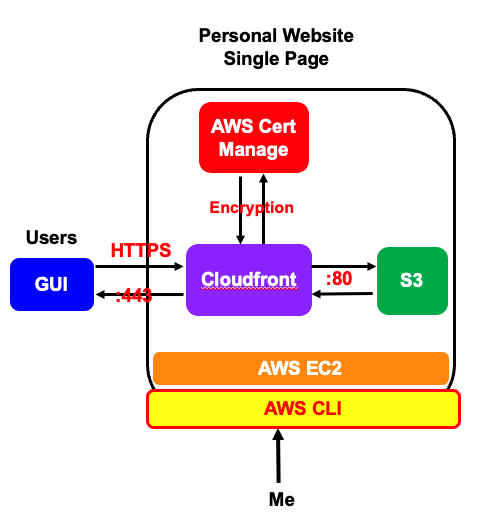 Personal Website
Single Page
AWS Cert
Manage
Encryption
Users
HTTPS
GUI
:443
Cloudfront
:80
S3
AWS EC2
AWS CLI
Me